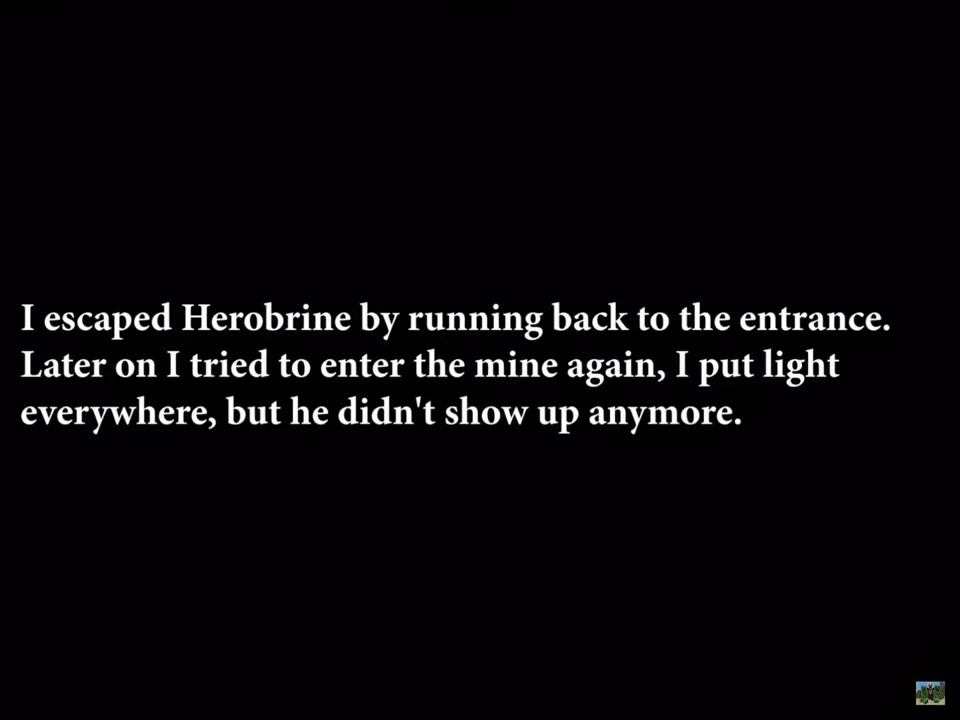 I escaped Herobrine by running back to the entrance.
Later on I tried to enter the mine again, I put light
everywhere, but he didn't show up anymore.